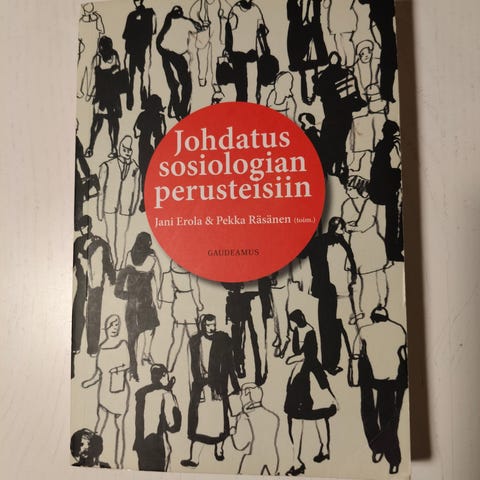 Johdatus
sosiologian
perusteisiin
Jani Erola & Pekka Räsänen (toim.)
GAUDEAMUS